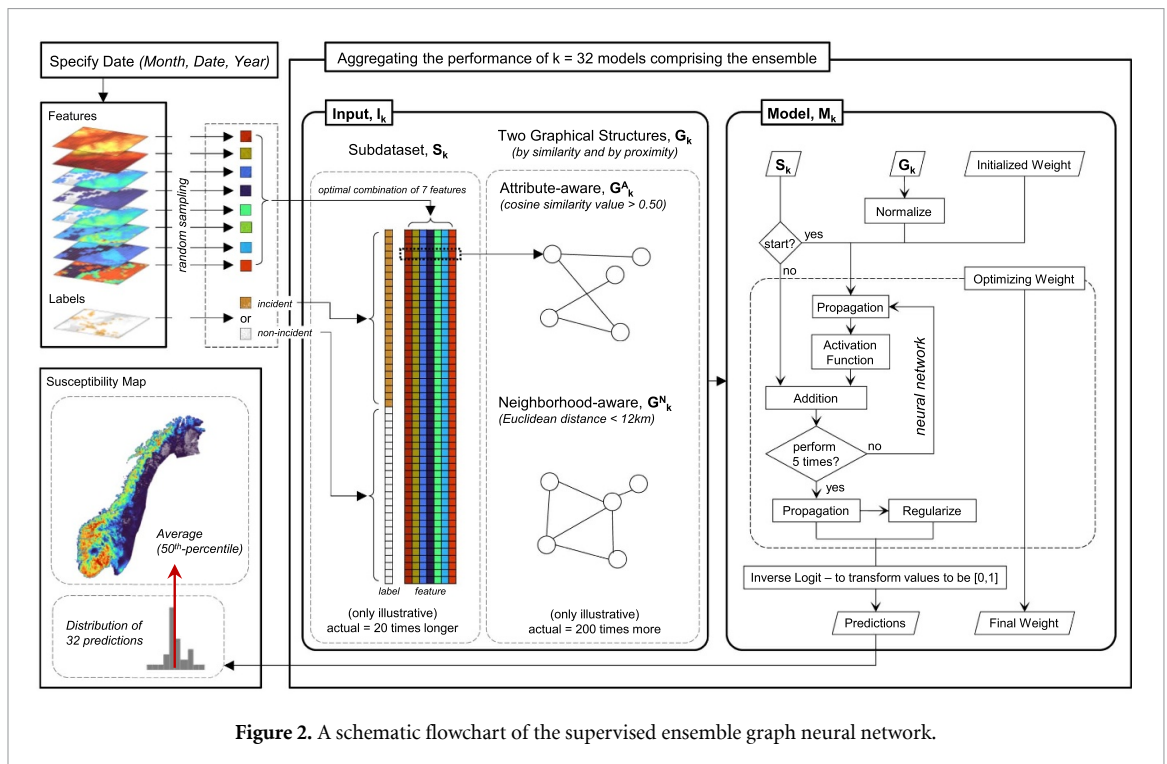 Specify Date (Month, Date, Year)
Aggregating the performance of k = 32 models comprising the ensemble
Features
random sampling
Labels
incident
or
non-incident
Input, Ik
Subdataset, Sk
optimal combination of 7 features
label
feature
(only illustrative)
actual = 20 times longer
Two Graphical Structures, Gk
(by similarity and by proximity)
Attribute-aware, GAk
(cosine similarity value > 0.50)
Neighborhood-aware, GNk
(Euclidean distance < 12km)
(only illustrative)
actual = 200 times more
Model, Mk
Sk
Gk
Initialized Weight
Normalize
start?
yes
no
Optimizing Weight
Propagation
Activation
Function
neural network
Addition
perform
5 times?
no
yes
Propagation
Regularize
Inverse Logit – to transform values to be [0,1]
Predictions
Final Weight
Susceptibility Map
Average
(50th-percentile)
Distribution of
32 predictions
Figure 2. A schematic flowchart of the supervised ensemble graph neural network.